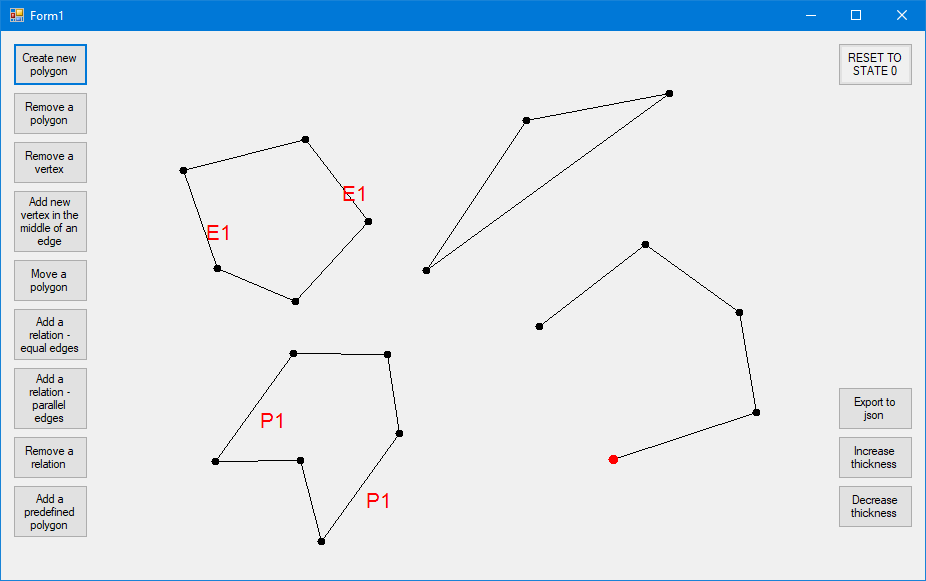 Form1
Create new
polygon
Remove a
polygon
Remove a
vertex
Add new
vertex in the
middle of an
edge
Move a
polygon
Add a
relation -
equal edges
Add a
relation -
parallel
edges
Remove a
relation
Add a
predefined
polygon
E1
E1
P1
P1
RESET TO
STATE 0
Export to
json
Increase
thickness
Decrease
thickness